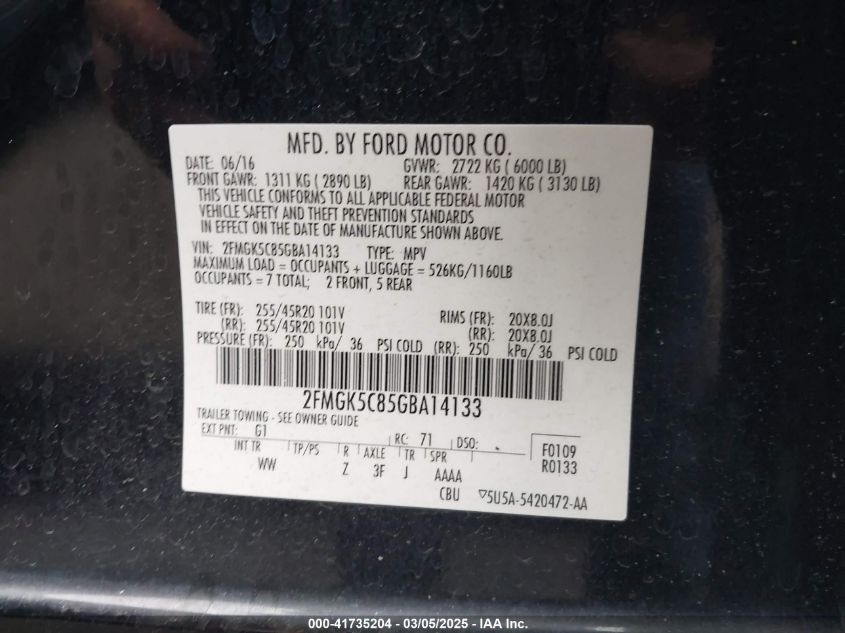 MFD. BY FORD MOTOR CO.
DATE: 06/16 GVWR: 2722 KG ( 6000 LB)
FRONT GAWR: 1311 KG ( 2890 LB) REAR GAWR: 1420 KG ( 3130 LB)
THIS VEHICLE CONFORMS TO ALL APPLICABLE FEDERAL MOTOR
VEHICLE SAFETY AND THEFT PREVENTION STANDARDS
IN EFFECT ON THE DATE OF MANUFACTURE SHOWN ABOVE.
VIN: 2FMGK5C85GBA14133 TYPE: MPV
MAXIMUM LOAD = OCCUPANTS + LUGGAGE = 526KG/1160LB
OCCUPANTS = 7 TOTAL; 2 FRONT, 5 REAR
TIRE (FR): 255/45R20 101V RIMS (FR): 20X8.0J
(RR): 255/45R20 101V (RR): 20X8.0J
PRESSURE (FR): 250 kPa/ 36 PSI COLD (RR): 250 kPa/ 36 PSI COLD
2FMGK5C85GBA14133
TRAILER TOWING - SEE OWNER GUIDE
EXT PNT: G1 RC: 71 DSO: F0109
INT TR TP/PS R AXLE TR SPR R0133
WW Z 3F J AAAA
CBU ▽5U5A-5420472-AA
000-41735204 - 03/05/2025 - IAA Inc.